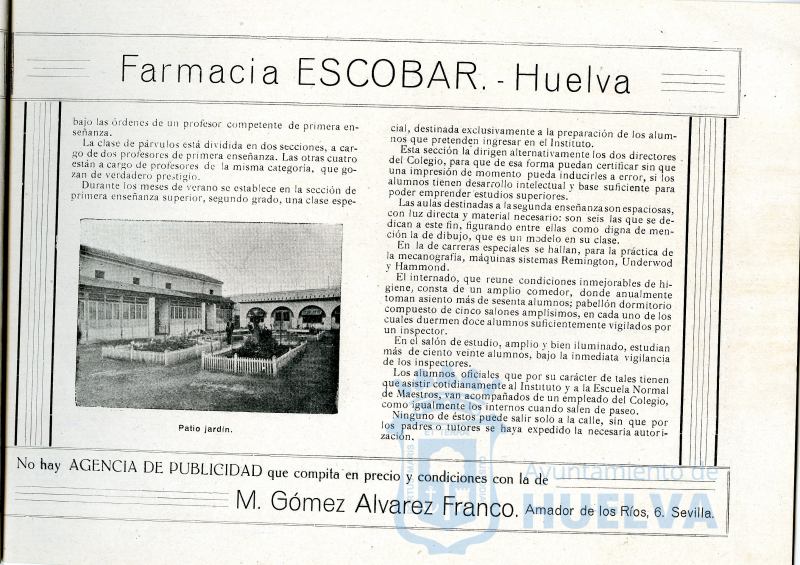 Farmacia ESCOBAR. - Huelva
bajo las órdenes de un profesor competente de primera en-
señanza.
La clase de párvulos está dividida en dos secciones, a car-
go de dos profesores de primera enseñanza. Las otras cuatro
están a cargo de profesores de la misma categoría, que go-
zan de verdadero prestigio.
Durante los meses de verano se establece en la sección de
primera enseñanza superior, segundo grado, una clase espe-
Patio jardín.
cial, destinada exclusivamente a la preparación de los alum-
nos que pretenden ingresar en el Instituto.
Esta sección la dirigen alternativamente los dos directores
del Colegio, para que de esa forma puedan certificar sin que
una impresión de momento pueda inducirles a error, si los
alumnos tienen desarrollo intelectual y base suficiente para
poder emprender estudios superiores.
Las aulas destinadas a la segunda enseñanza son espaciosas,
con luz directa y material necesario: son seis las que se de-
dican a este fin, figurando entre ellas como digna de men-
ción la de dibujo, que es un modelo en su clase.
En la de carreras especiales se hallan, para la práctica de
la mecanografía, máquinas sistemas Remington, Underwod
y Hammond.
El internado, que reune condiciones inmejorables de hi-
giene, consta de un amplio comedor, donde anualmente
toman asiento más de sesenta alumnos; pabellón dormitorio
compuesto de cinco salones amplísimos, en cada uno de los
cuales duermen doce alumnos suficientemente vigilados por
un inspector.
En el salón de estudio, amplio y bien iluminado, estudian
más de ciento veinte alumnos, bajo la inmediata vigilancia
de los inspectores.
Los alumnos oficiales que por su carácter de tales tienen
que asistir cotidianamente al Instituto y a la Escuela Normal
de Maestros, van acompañados de un empleado del Colegio,
como igualmente los internos cuando salen de paseo.
Ninguno de éstos puede salir solo a la calle, sin que por
los padres o tutores se haya expedido la necesaria autori-
zación.
No hay AGENCIA DE PUBLICIDAD que compita en precio y condiciones con la de
M. Gómez Alvarez Franco. Amador de los Ríos, 6. Sevilla.
Ayuntamiento de
HUELVA